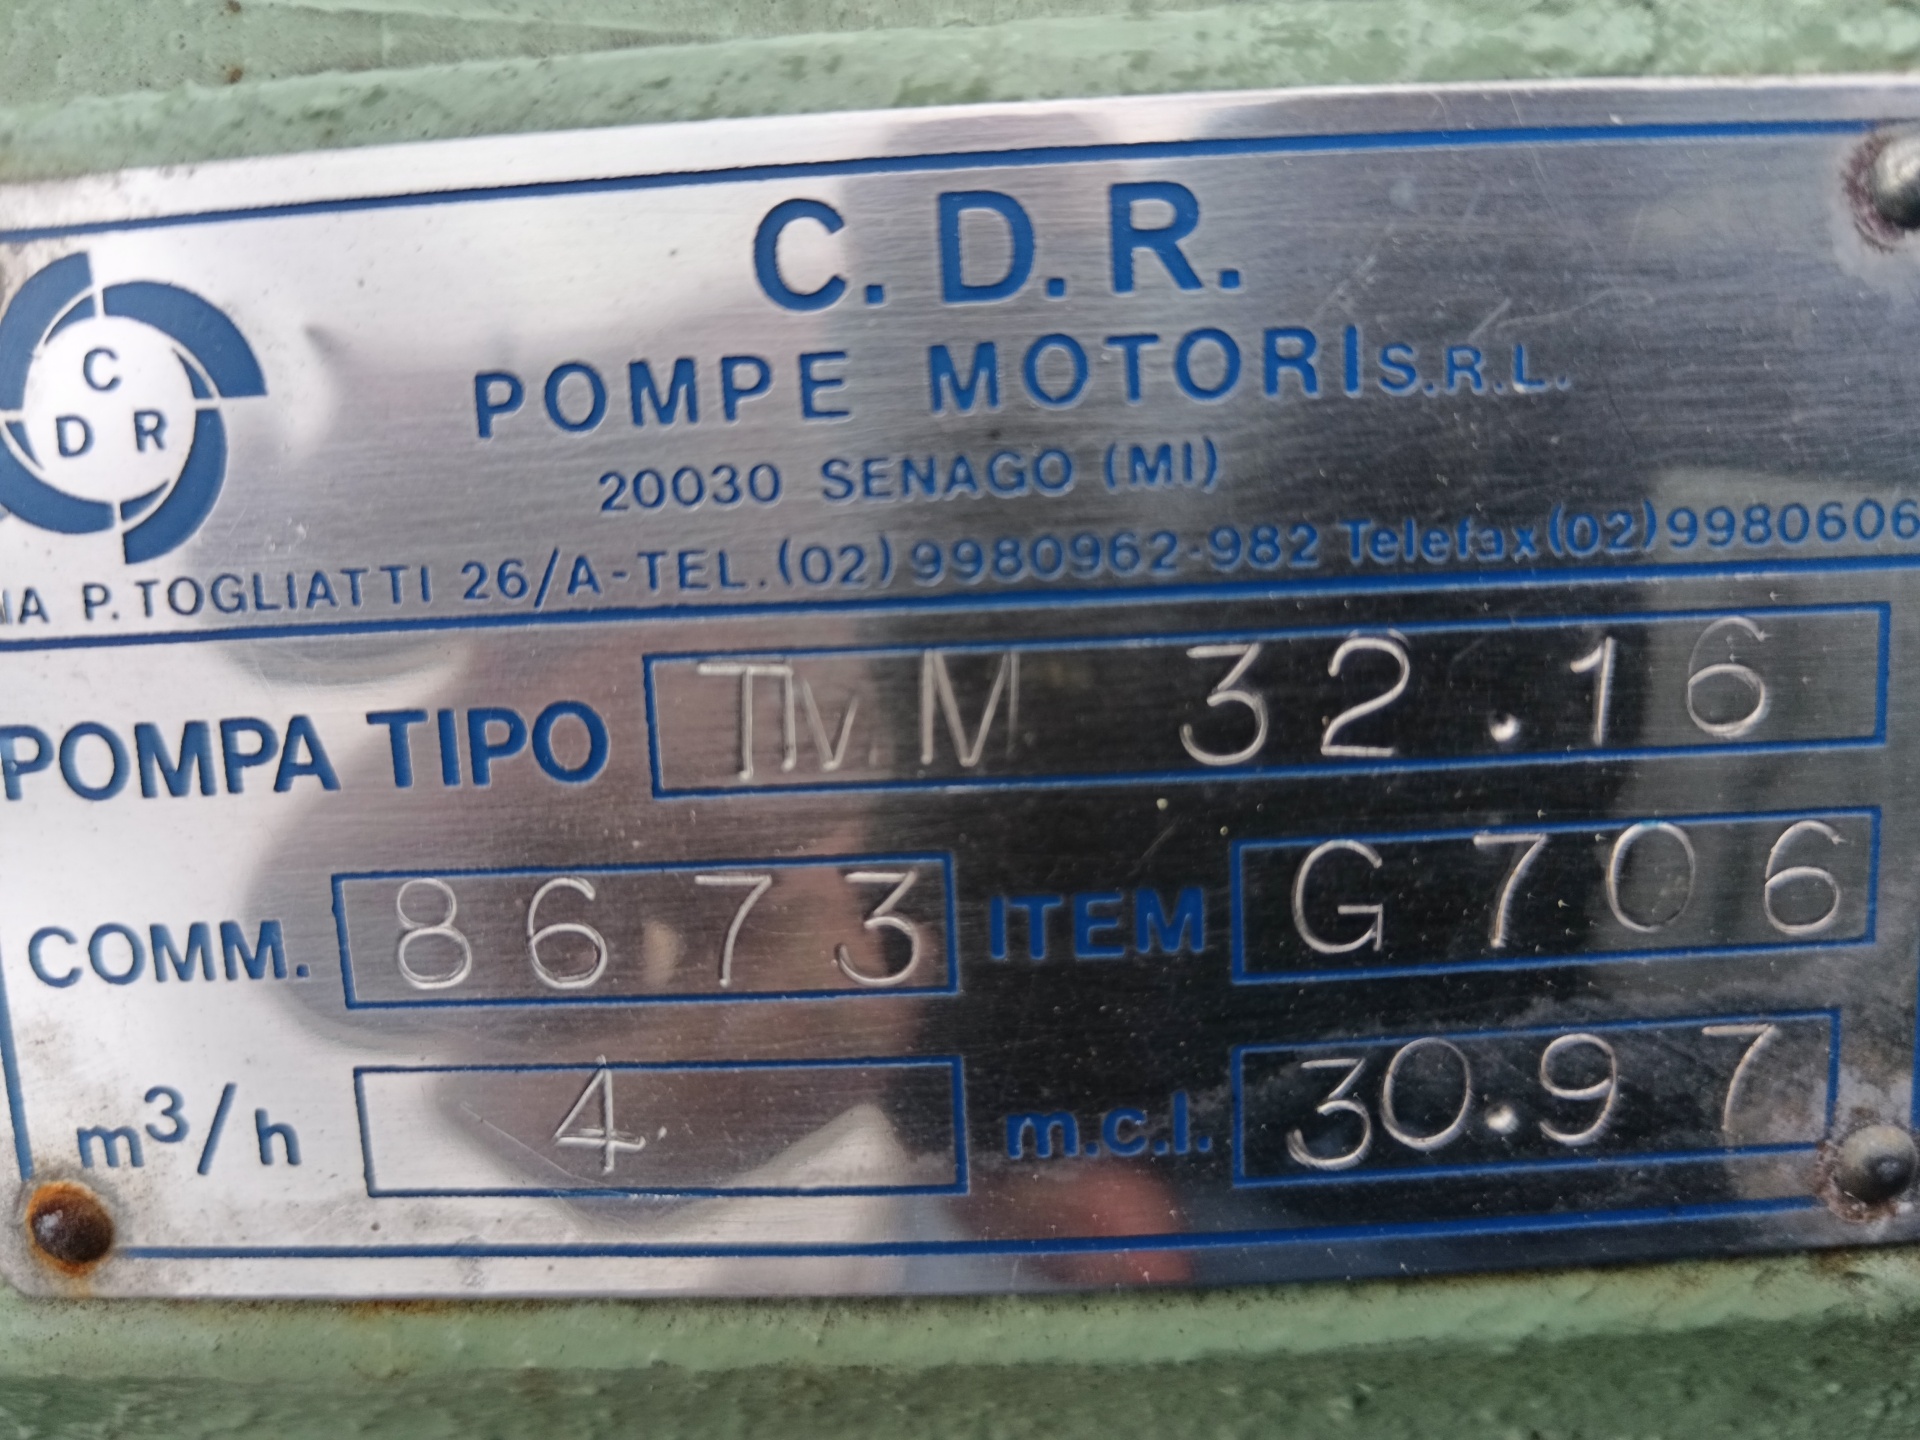 C. D. R.
C
D R
POMPE MOTORI S.R.L.
20030 SENAGO (MI)
P. TOGLIATTI 26/A-TEL. (02) 9980962-982 Telefax (02) 9980606
POMPA TIPO 32.16
COMM. 8673 ITEM G706
m³/h 4 m.c.l. 30.97